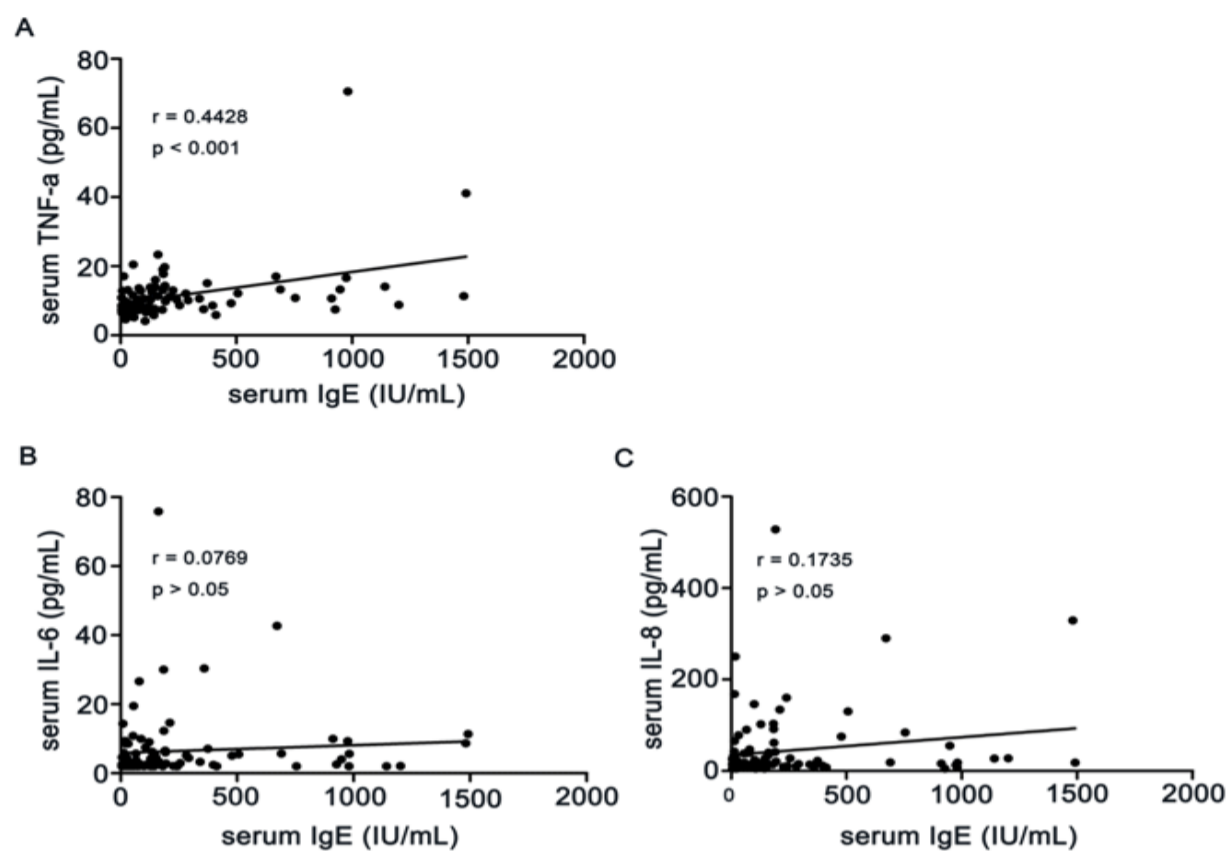 A
serum TNF-a (pg/mL)
80
60
40
20
0
r = 0.4428
p < 0.001
0 500 1000 1500 2000
serum IgE (IU/mL)
B
serum IL-6 (pg/mL)
80
60
40
20
0
r = 0.0769
p > 0.05
0 500 1000 1500 2000
serum IgE (IU/mL)
C
serum IL-8 (pg/mL)
600
400
200
0
r = 0.1735
p > 0.05
0 500 1000 1500 2000
serum IgE (IU/mL)